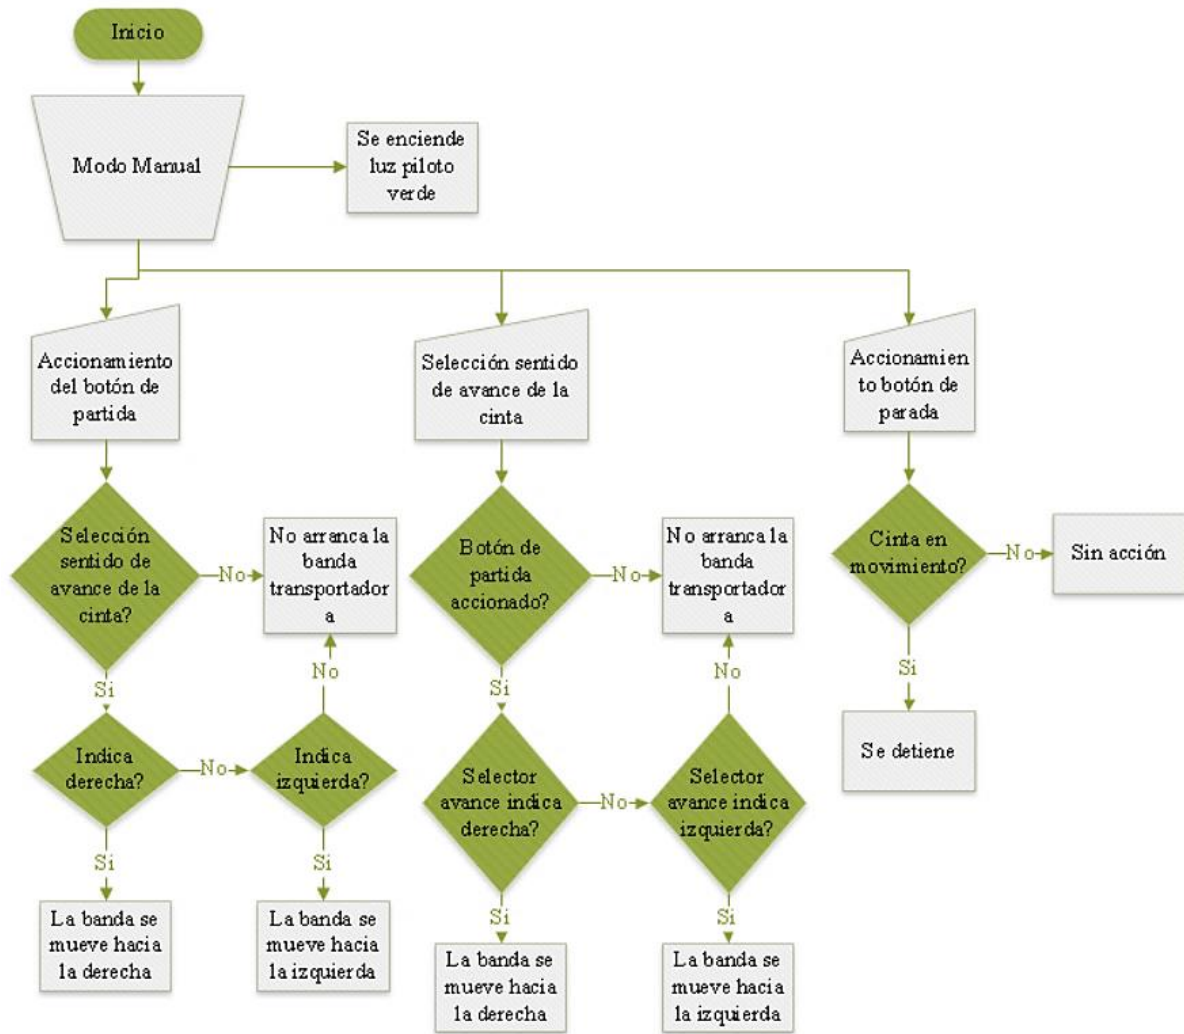 Inicio
Modo Manual
Se enciende
luz piloto
verde
Accionamiento
del botón de
partida
Selección sentido
de avance de la
cinta
Accionamien
to botón de
parada
Selección
sentido de
avance de la
cinta?
No
No arranca la
banda
transportador
a
Botón de
partida
accionado?
No
No arranca la
banda
transportador
a
Cinta en
movimiento?
No
Sin acción
Si
No
Si
No
Si
Indica
derecha?
No
Indica
izquierda?
Selector
avance indica
derecha?
No
Selector
avance indica
izquierda?
Se detiene
Si
Si
Si
Si
La banda se
mueve hacia
la derecha
La banda se
mueve hacia
la izquierda
La banda se
mueve hacia
la derecha
La banda se
mueve hacia
la izquierda